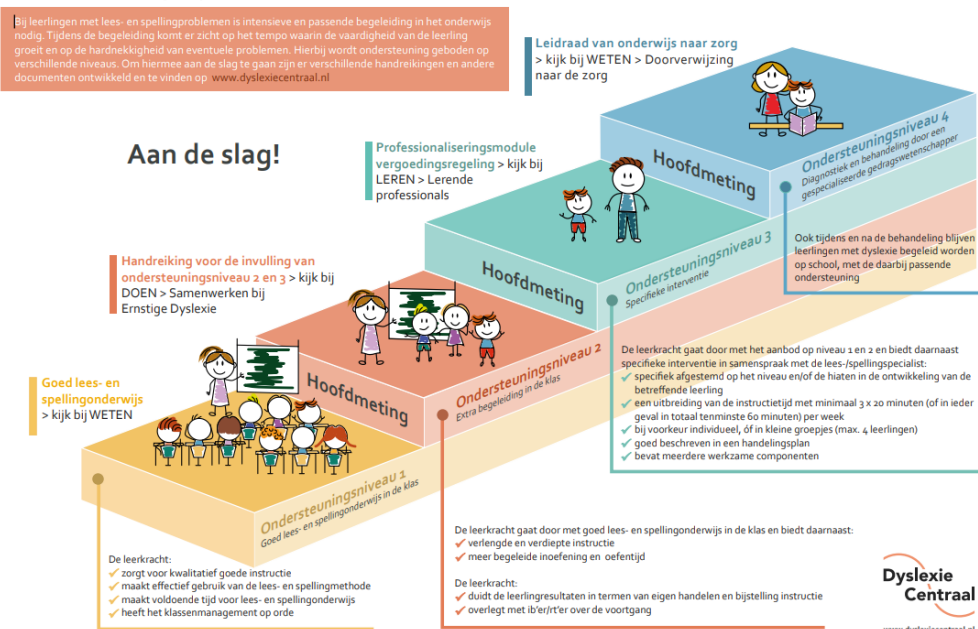 Bij leerlingen met lees- en spellingproblemen is intensieve en passende begeleiding in het onderwijs
nodig. Tijdens de begeleiding komt er zicht op het tempo waarin de vaardigheid van de leerling
groeit en op de hardnekkigheid van eventuele problemen. Hierbij wordt ondersteuning geboden op
verschillende niveaus. Om hiermee aan de slag te gaan zijn er verschillende handreikingen en andere
documenten ontwikkeld en te vinden op www.dyslexiecentraal.nl
Leidraad van onderwijs naar zorg
> kijk bij WETEN > Doorverwijzing
naar de zorg
Aan de slag!
Professionaliseringsmodule
vergoedingsregeling > kijk bij
LEREN > Lerende
professionals
Handreiking voor de invulling van
ondersteuningsniveau 2 en 3 > kijk bij
DOEN > Samenwerken bij
Ernstige Dyslexie
Goed lees- en
spellingonderwijs
> kijk bij WETEN
Hoofdmeting
Ondersteuningsniveau 4
Diagnostiek en behandeling door een
gespecialiseerde gedragswetenschapper
Hoofdmeting
Ondersteuningsniveau 3
Specifieke interventie
Hoofdmeting
Ondersteuningsniveau 2
Extra begeleiding in de klas
Ondersteuningsniveau 1
Goed lees- en spellingonderwijs in de klas
Ook tijdens en na de behandeling blijven
leerlingen met dyslexie begeleid worden
op school, met de daarbij passende
ondersteuning
De leerkracht gaat door met het aanbod op niveau 1 en 2 en biedt daarnaast
specifieke interventie in samenspraak met de lees-/spellingspecialist:
✓ specifiek afgestemd op het niveau en/of de hiaten in de ontwikkeling van de
betreffende leerling
✓ een uitbreiding van de instructietijd met minimaal 3 x 20 minuten (of in ieder
geval in totaal tenminste 60 minuten) per week
✓ bij voorkeur individueel, óf in kleine groepjes (max. 4 leerlingen)
✓ goed beschreven in een handelingsplan
✓ bevat meerdere werkzame componenten
De leerkracht gaat door met goed lees- en spellingonderwijs in de klas en biedt daarnaast:
✓ verlengde en verdiepte instructie
✓ meer begeleide inoefening en oefentijd
De leerkracht:
✓ duidt de leerlingresultaten in termen van eigen handelen en bijstelling instructie
✓ overlegt met ib'er/rt'er over de voortgang
De leerkracht:
✓ zorgt voor kwalitatief goede instructie
✓ maakt effectief gebruik van de lees- en spellingmethode
✓ maakt voldoende tijd voor lees- en spellingonderwijs
✓ heeft het klassenmanagement op orde
Dyslexie
Centraal
www.dyslexiecentraal.nl